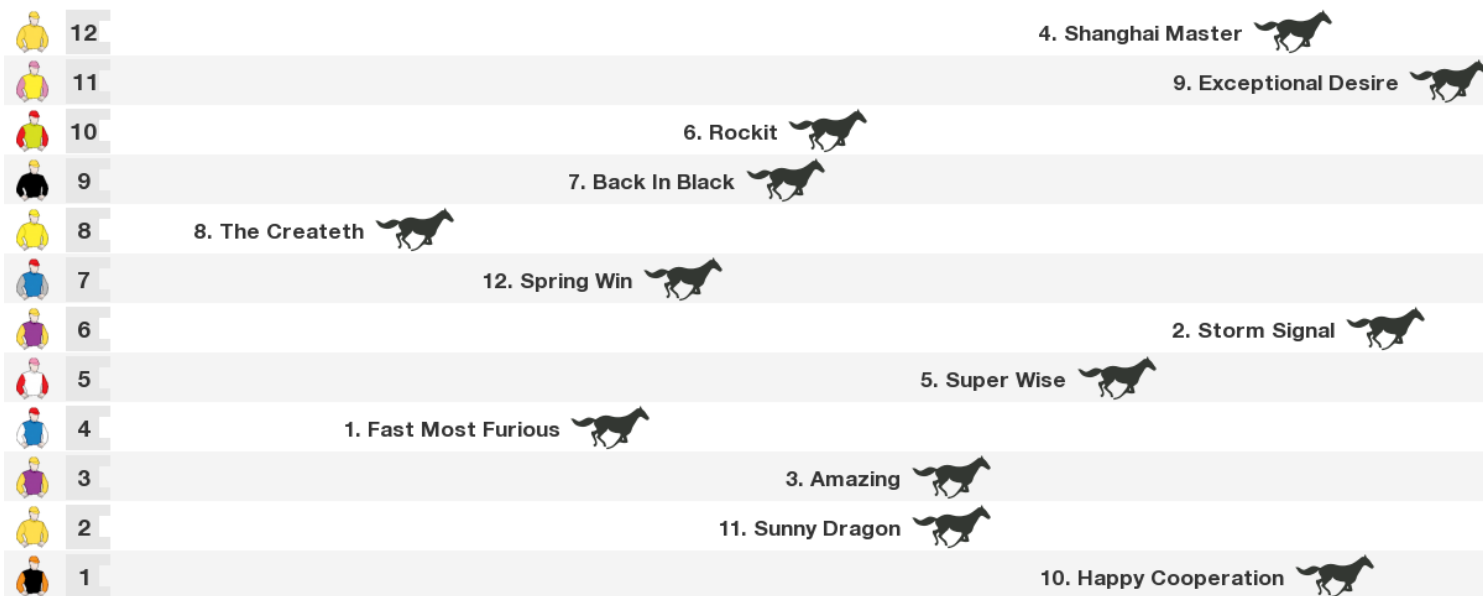 12 4. Shanghai Master
11 9. Exceptional Desire
10 6. Rockit
9 7. Back In Black
8 8. The Createth
7 12. Spring Win
6 2. Storm Signal
5 5. Super Wise
4 1. Fast Most Furious
3 3. Amazing
2 11. Sunny Dragon
1 10. Happy Cooperation